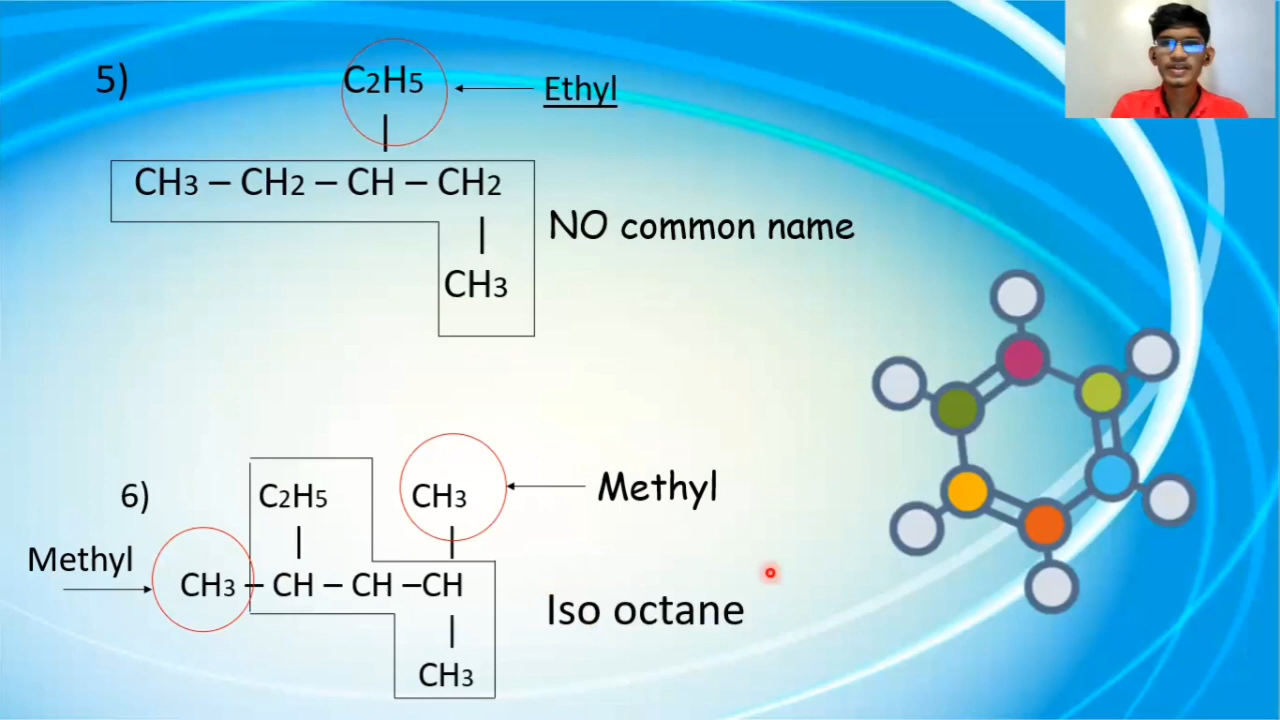 5)
C2H5
Ethyl
|
CH3 – CH2 – CH – CH2
|
NO common name
CH3
6)
C2H5
CH3
Methyl
|
|
Methyl
CH3 – CH – CH –CH
Iso octane
|
CH3